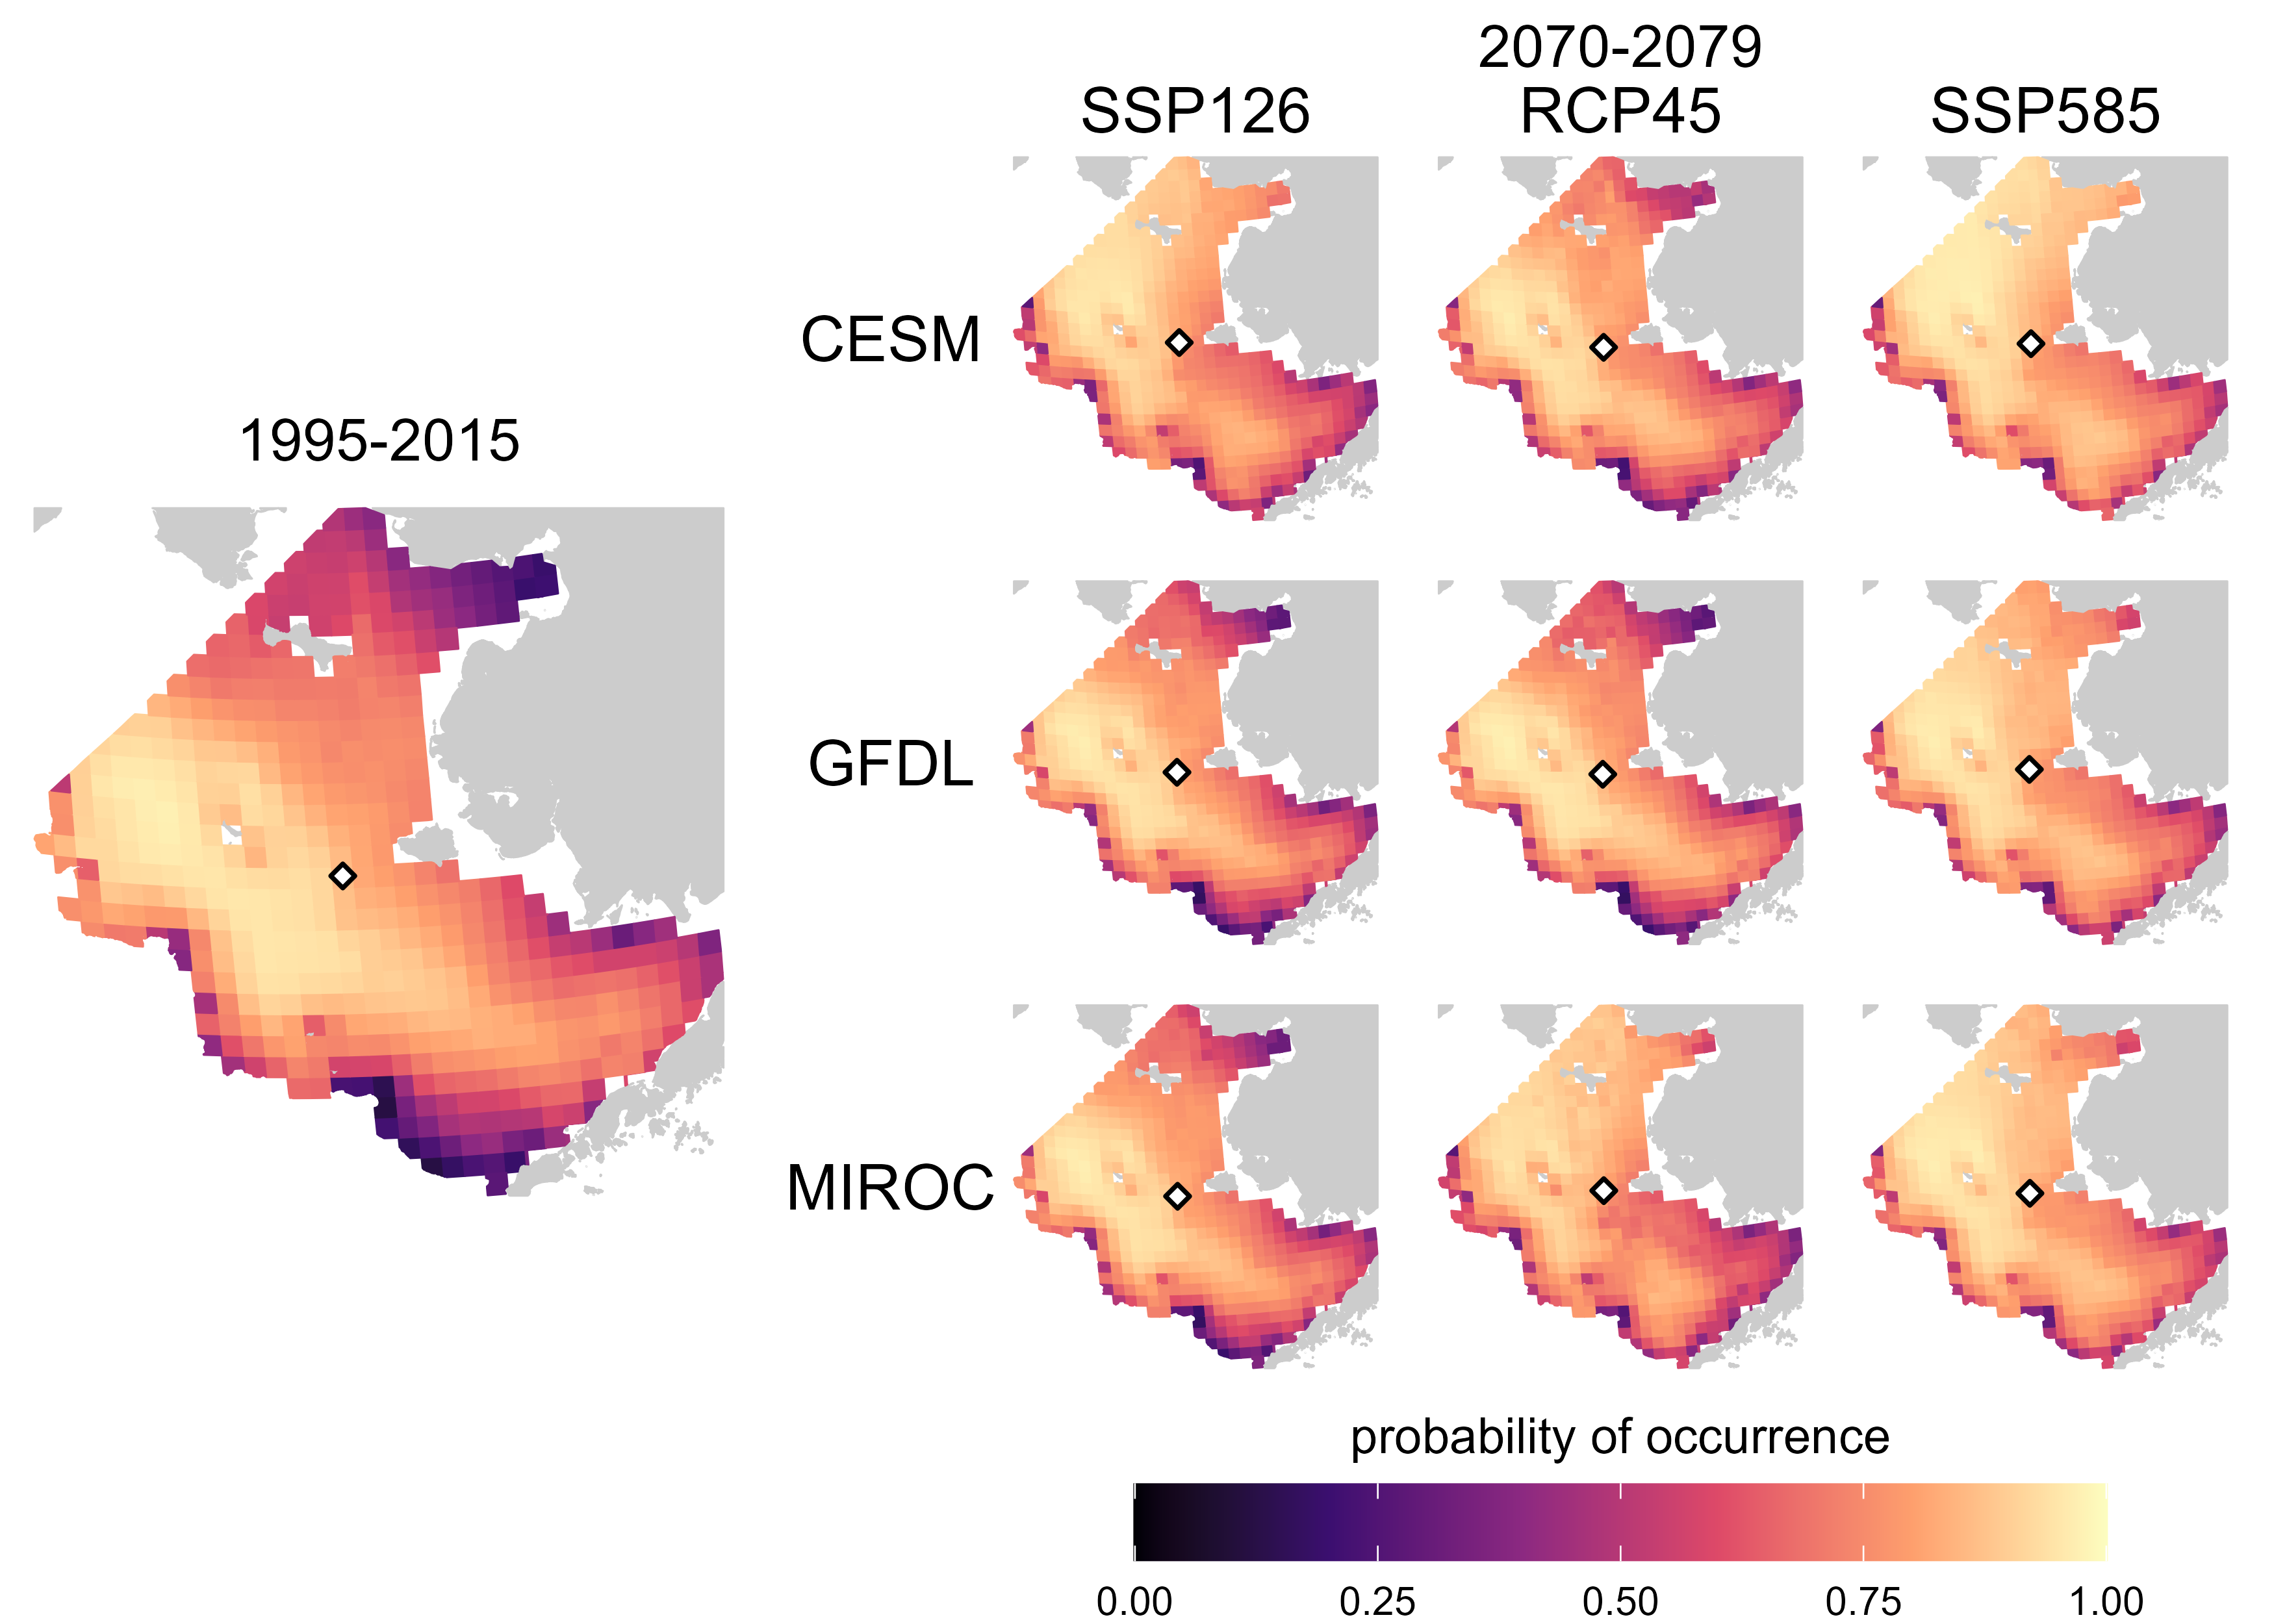 2070-2079
SSP126 RCP45 SSP585
CESM
1995-2015
GFDL
MIROC
probability of occurrence
0.00 0.25 0.50 0.75 1.00